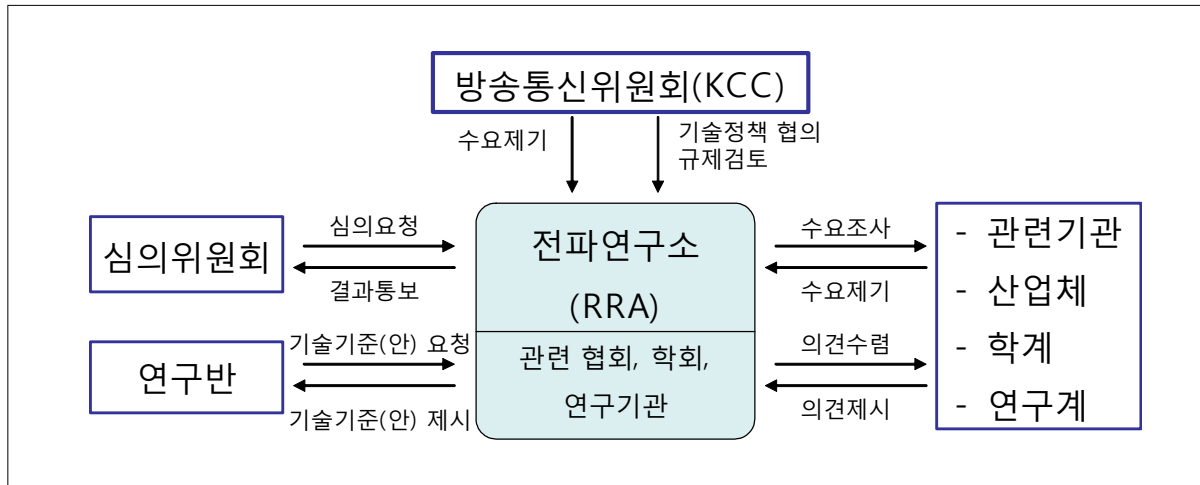 방송통신위원회(KCC)
수요제기
기술정책 협의
규제검토
심의위원회
심의요청
결과통보
연구반
기술기준(안) 요청
기술기준(안) 제시
전파연구소
(RRA)
관련 협회, 학회,
연구기관
수요조사
수요제기
의견수렴
의견제시
- 관련기관
- 산업체
- 학계
- 연구계